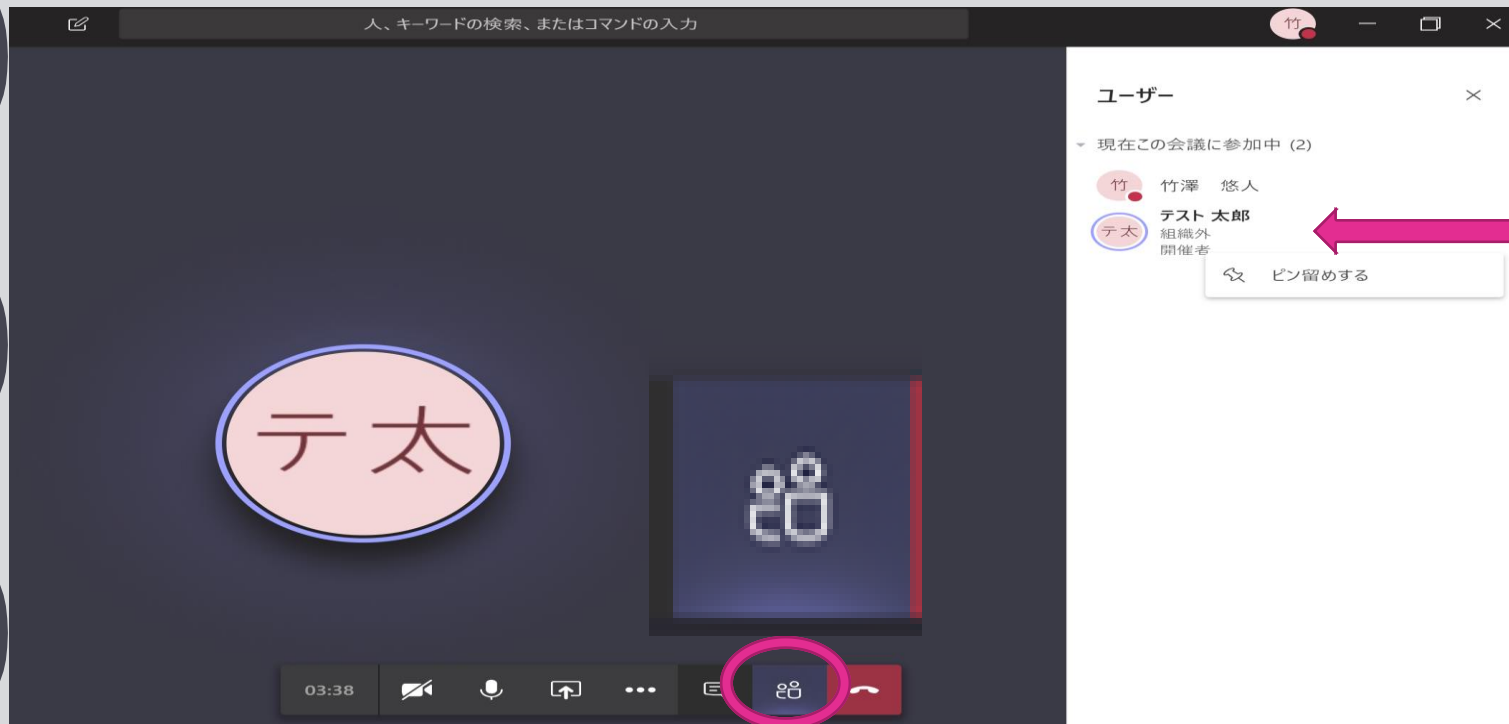 人、キーワードの検索、またはコマンドの入力
竹
ユーザー
現在この会議に参加中 (2)
竹
竹澤 悠人
テ太
テスト 太郎
組織外
開催者
ピン留めする
テ太
03:38